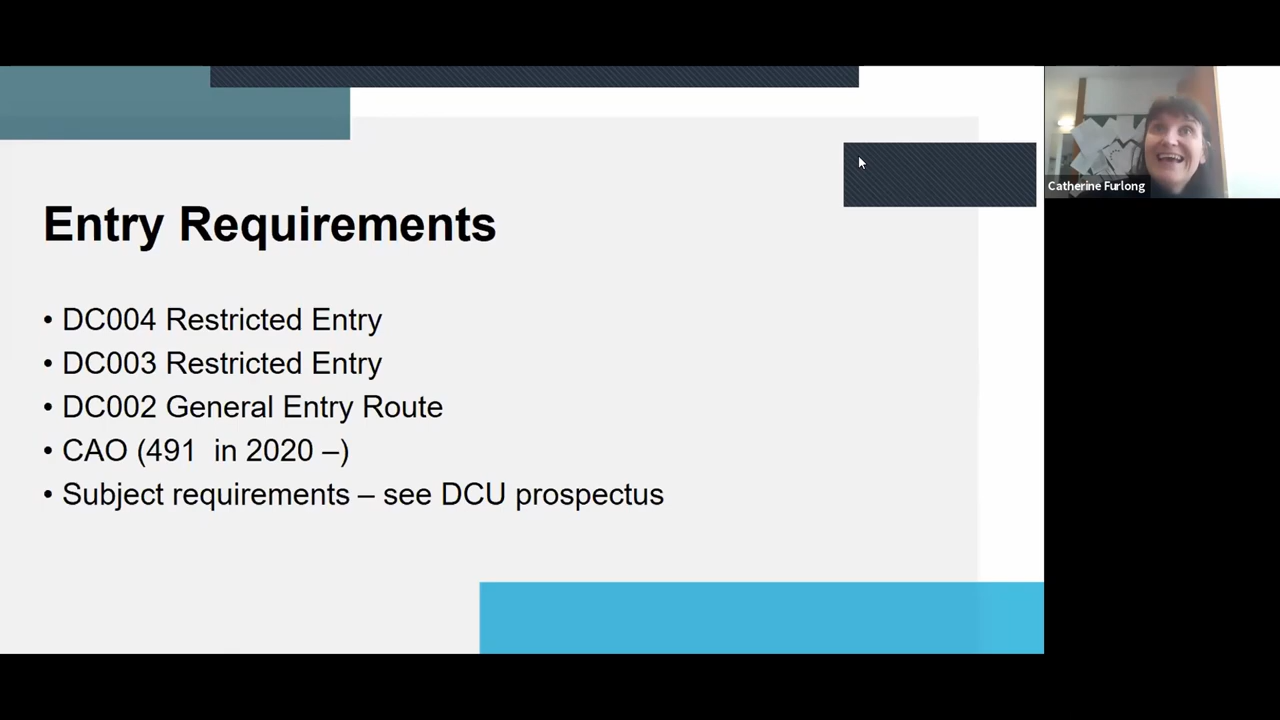 Entry Requirements
• DC004 Restricted Entry
• DC003 Restricted Entry
• DC002 General Entry Route
• CAO (491  in 2020 –)
• Subject requirements – see DCU prospectus
Catherine Furlong